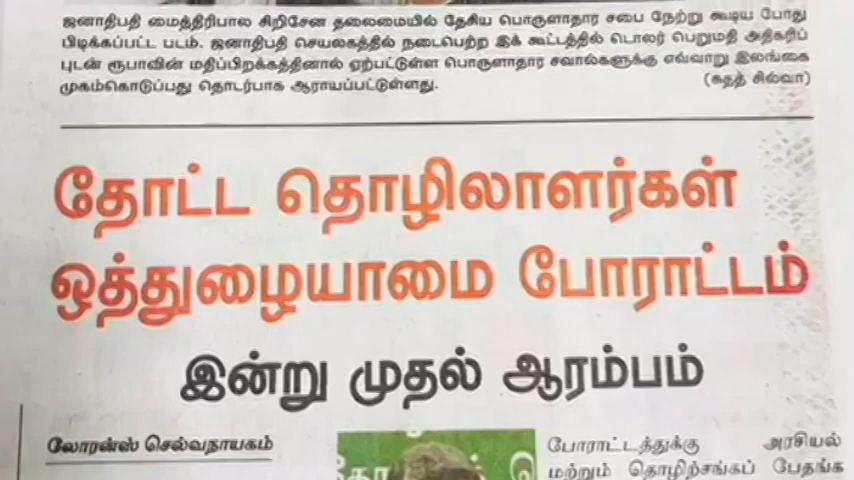 ஜனாதிபதி மைத்திரிபால சிறிசேன தலைமையில் தேசிய பொருளாதார சபை நேற்று கூடிய போது
பிடிக்கப்பட்ட படம். ஜனாதிபதி செயலகத்தில் நடைபெற்ற இக் கூட்டத்தில் டொலர் பெறுமதி அதிகரிப்
புடன் ரூபாவின் மதிப்பிறக்கத்தினால் ஏற்பட்டுள்ள பொருளாதார சவால்களுக்கு எவ்வாறு இலங்கை
முகம்கொடுப்பது தொடர்பாக ஆராயப்பட்டுள்ளது. (சுதத் சில்வா)
தோட்ட தொழிலாளர்கள்
ஒத்துழையாமை போராட்டம்
இன்று முதல் ஆரம்பம்
லோரன்ஸ் செல்வநாயகம்
போராட்டத்துக்கு அரசியல்
மற்றும் தொழிற்சங்கப் பேதங்க